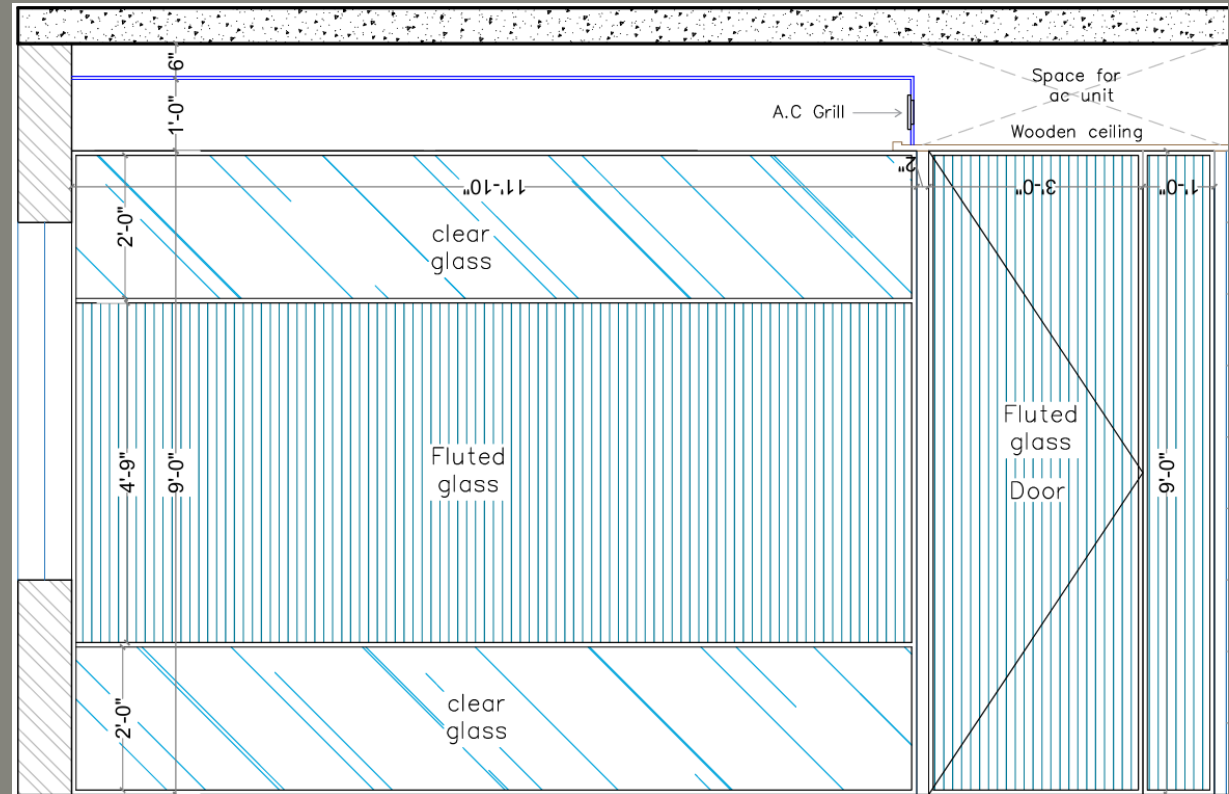 6"
1'-0"
A.C Grill
Space for
ac unit
Wooden ceiling
11'-10"
2"
3'-0"
1'-0"
2'-0"
clear
glass
4'-9"
9'-0"
Fluted
glass
Fluted
glass
Door
9'-0"
2'-0"
clear
glass